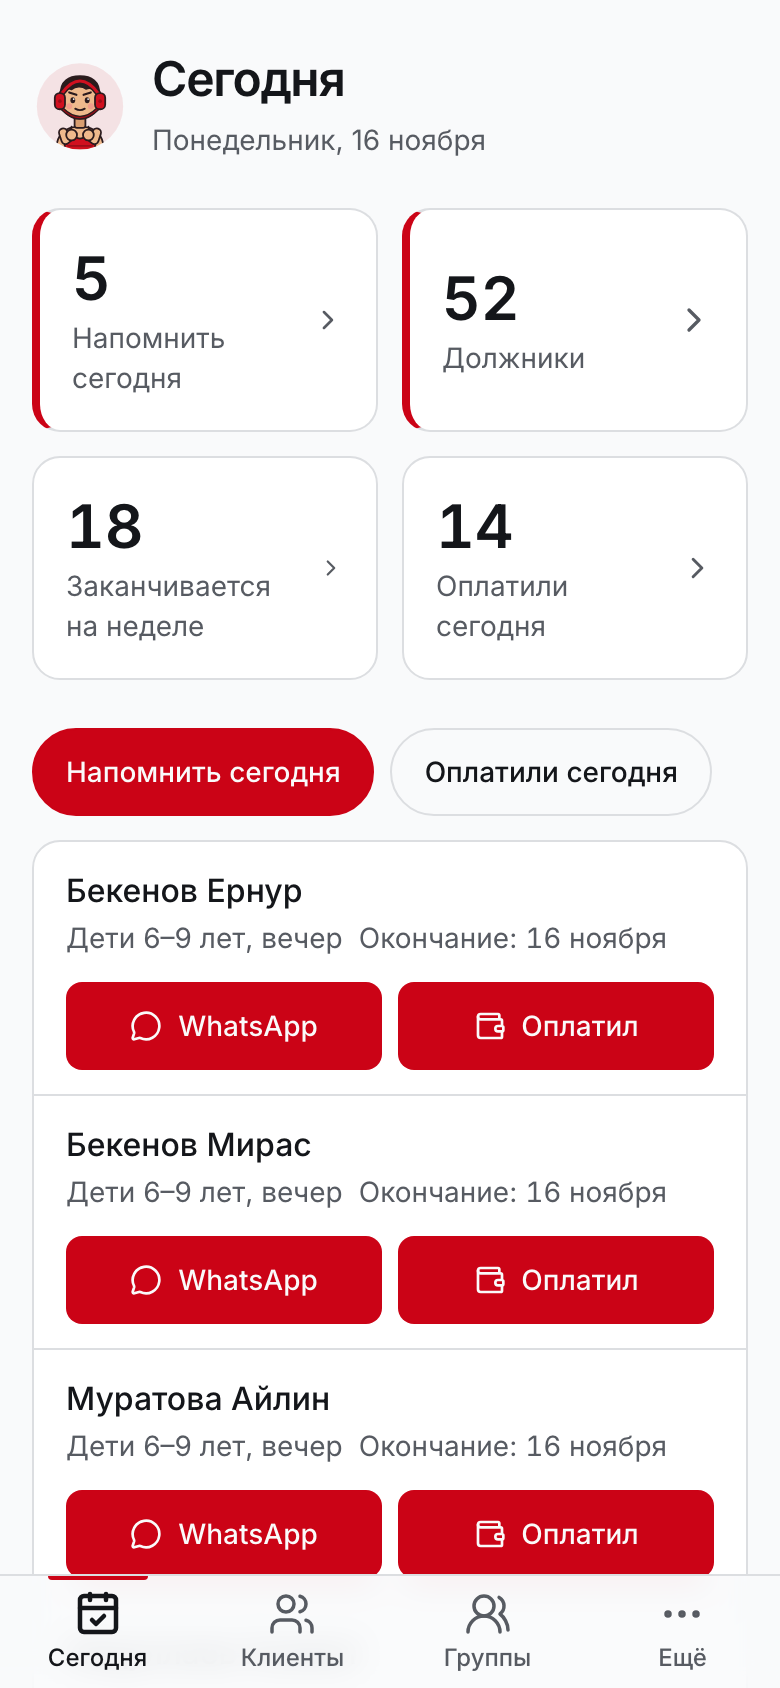 Сегодня
Понедельник, 16 ноября
5
Напомнить
сегодня
52
Должники
18
Заканчивается
на неделе
14
Оплатили
сегодня
Напомнить сегодня
Оплатили сегодня
Бекенов Ернур
Дети 6–9 лет, вечер Окончание: 16 ноября
WhatsApp
Оплатил
Бекенов Мирас
Дети 6–9 лет, вечер Окончание: 16 ноября
WhatsApp
Оплатил
Муратова Айлин
Дети 6–9 лет, вечер Окончание: 16 ноября
WhatsApp
Оплатил
Сегодня
Клиенты
Группы
Ещё